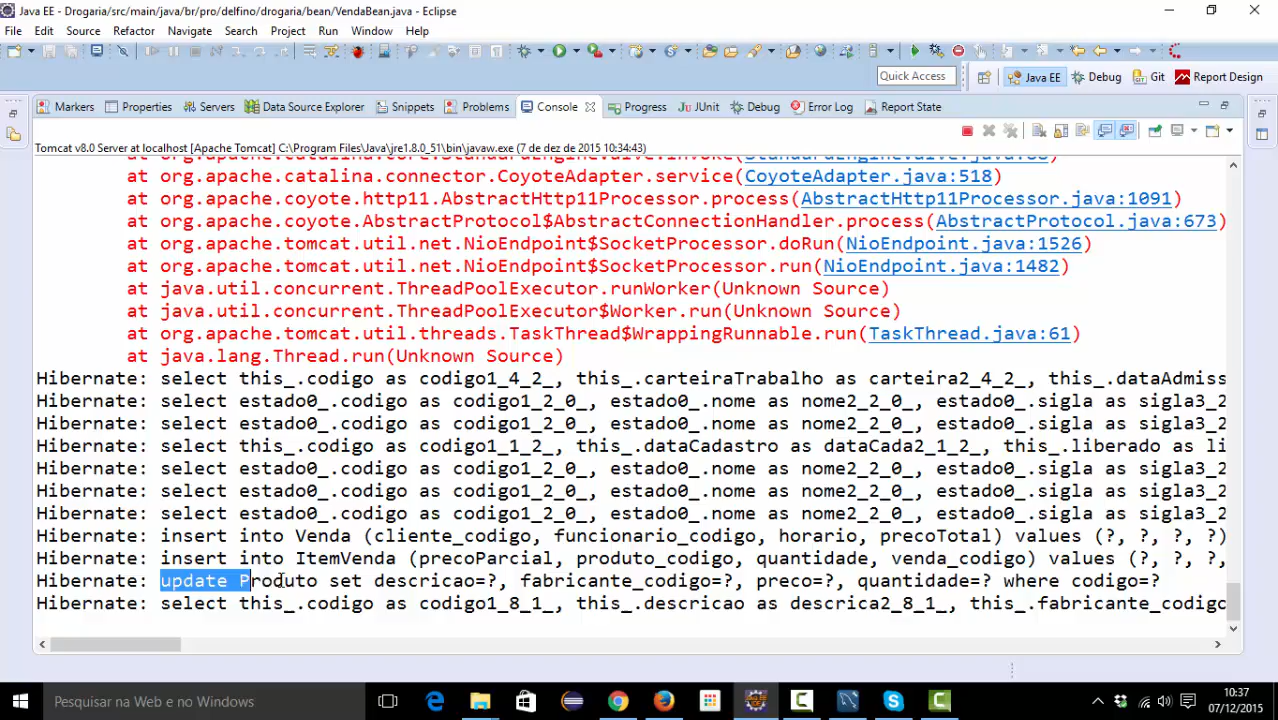 Java EE - Drogaria/src/main/java/br/pro/delfino/drogaria/bean/VendaBean.java - Eclipse
File Edit Source Refactor Navigate Search Project Run Window Help
Quick Access Java EE Debug Git Report Design
Markers Properties Servers Data Source Explorer Snippets Problems Console Progress JUnit Debug Error Log Report State
Tomcat v8.0 Server at localhost [Apache Tomcat] C:\Program Files\Java\jre1.8.0_51\bin\javaw.exe (7 de dez de 2015 10:34:43)
at org.apache.catalina.connector.CoyoteAdapter.service(CoyoteAdapter.java:518)
at org.apache.coyote.http11.AbstractHttp11Processor.process(AbstractHttp11Processor.java:1091)
at org.apache.coyote.AbstractProtocol$AbstractConnectionHandler.process(AbstractProtocol.java:673)
at org.apache.tomcat.util.net.NioEndpoint$SocketProcessor.doRun(NioEndpoint.java:1526)
at org.apache.tomcat.util.net.NioEndpoint$SocketProcessor.run(NioEndpoint.java:1482)
at java.util.concurrent.ThreadPoolExecutor.runWorker(Unknown Source)
at java.util.concurrent.ThreadPoolExecutor$Worker.run(Unknown Source)
at org.apache.tomcat.util.threads.TaskThread$WrappingRunnable.run(TaskThread.java:61)
at java.lang.Thread.run(Unknown Source)
Hibernate: select this_.codigo as codigo1_4_2_, this_.carteiraTrabalho as carteira2_4_2_, this_.dataAdmiss
Hibernate: select estado0_.codigo as codigo1_2_0_, estado0_.nome as nome2_2_0_, estado0_.sigla as sigla3_2
Hibernate: select estado0_.codigo as codigo1_2_0_, estado0_.nome as nome2_2_0_, estado0_.sigla as sigla3_2
Hibernate: select this_.codigo as codigo1_1_2_, this_.dataCadastro as dataCada2_1_2_, this_.liberado as li
Hibernate: select estado0_.codigo as codigo1_2_0_, estado0_.nome as nome2_2_0_, estado0_.sigla as sigla3_2
Hibernate: select estado0_.codigo as codigo1_2_0_, estado0_.nome as nome2_2_0_, estado0_.sigla as sigla3_2
Hibernate: select estado0_.codigo as codigo1_2_0_, estado0_.nome as nome2_2_0_, estado0_.sigla as sigla3_2
Hibernate: insert into Venda (cliente_codigo, funcionario_codigo, horario, precoTotal) values (?, ?, ?, ?)
Hibernate: insert into ItemVenda (precoParcial, produto_codigo, quantidade, venda_codigo) values (?, ?, ?,
Hibernate: update Produto set descricao=?, fabricante_codigo=?, preco=?, quantidade=? where codigo=?
Hibernate: select this_.codigo as codigo1_8_1_, this_.descricao as descrica2_8_1_, this_.fabricante_codigo
Pesquisar na Web e no Windows
10:37
07/12/2015